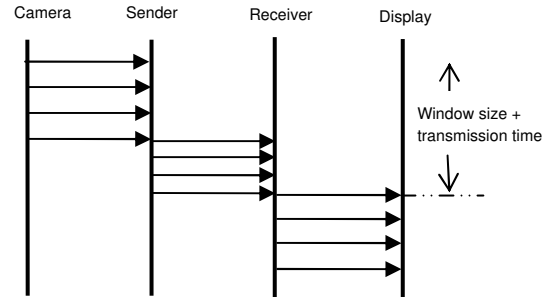 Camera Sender Receiver Display
Window size +
transmission time